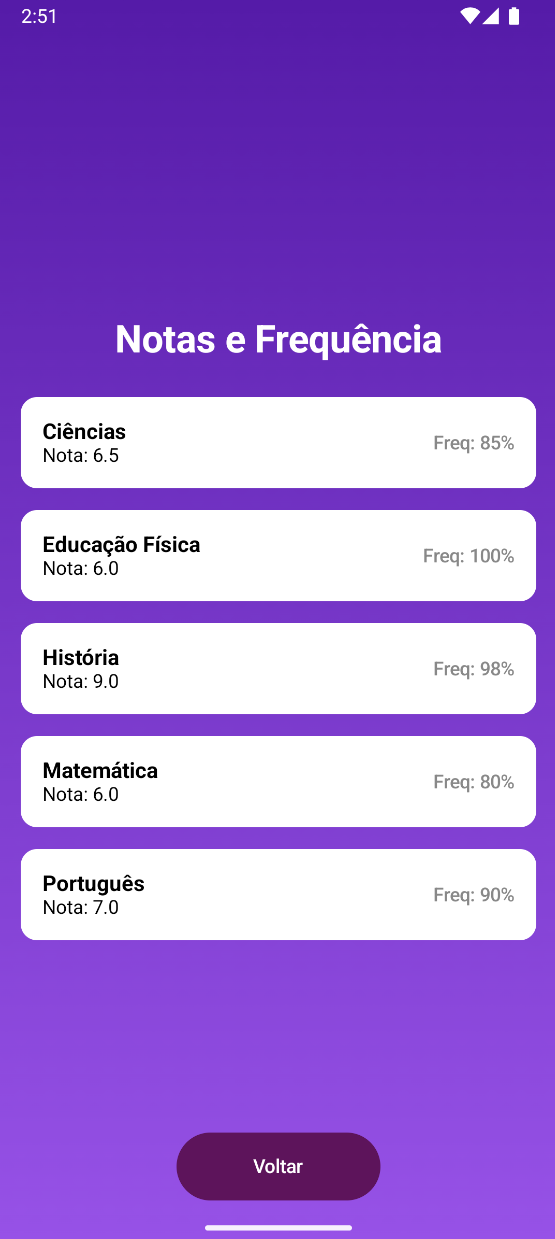 2:51
Notas e Frequência
Ciências
Nota: 6.5
Freq: 85%
Educação Física
Nota: 6.0
Freq: 100%
História
Nota: 9.0
Freq: 98%
Matemática
Nota: 6.0
Freq: 80%
Português
Nota: 7.0
Freq: 90%
Voltar